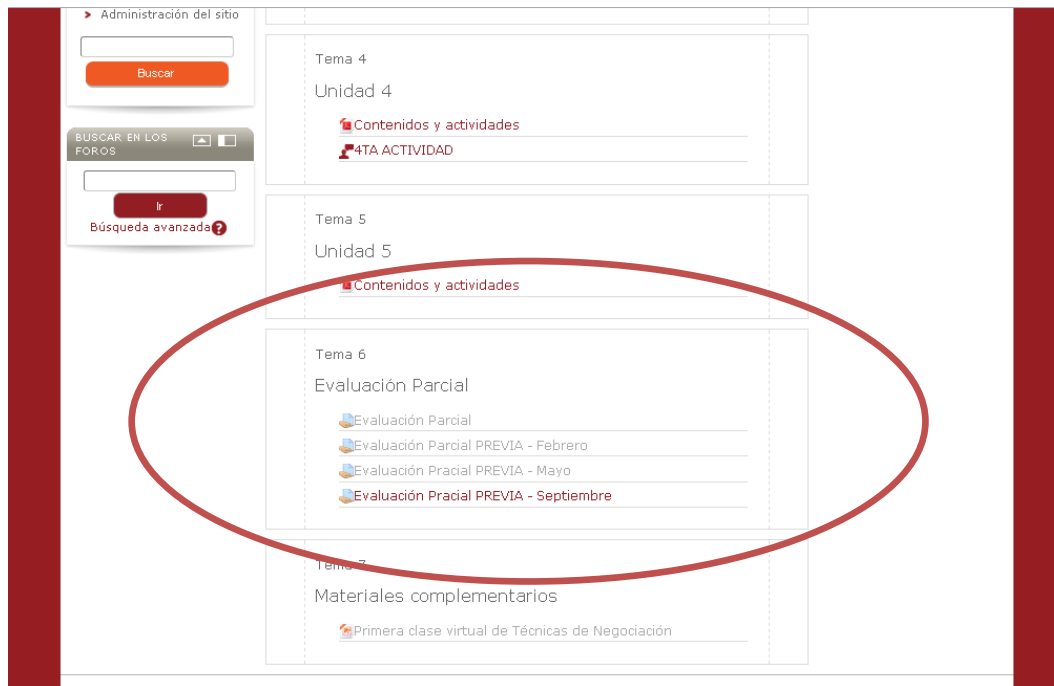 Administración del sitio
Buscar
BUSCAR EN LOS
FOROS
Ir
Búsqueda avanzada
Tema 4
Unidad 4
Contenidos y actividades
4TA ACTIVIDAD
Tema 5
Unidad 5
Contenidos y actividades
Tema 6
Evaluación Parcial
Evaluación Parcial
Evaluación Parcial PREVIA - Febrero
Evaluación Pracial PREVIA - Mayo
Evaluación Pracial PREVIA - Septiembre
Tema 7
Materiales complementarios
Primera clase virtual de Técnicas de Negociación